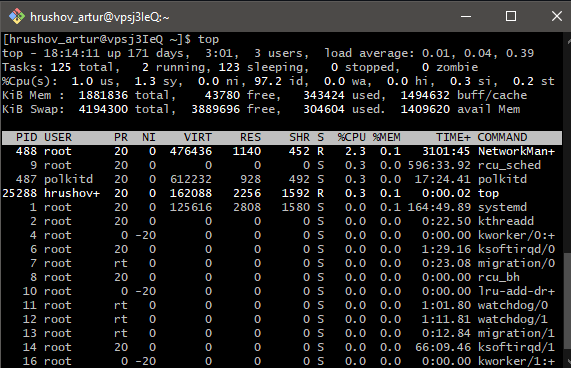 hrushov_artur@vpsj3IeQ:~
[hrushov_artur@vpsj3IeQ ~]$ top
top - 18:14:11 up 171 days,  3:01,  3 users,  load average: 0.01, 0.04, 0.39
Tasks: 125 total,   2 running, 123 sleeping,   0 stopped,   0 zombie
%Cpu(s):  1.0 us,  1.3 sy,  0.0 ni, 97.2 id,  0.0 wa,  0.0 hi,  0.3 si,  0.2 st
KiB Mem :  1881836 total,    43780 free,   343424 used,  1494632 buff/cache
KiB Swap:  4194300 total,  3889696 free,   304604 used.  1409620 avail Mem
PID USER      PR  NI    VIRT    RES    SHR S  %CPU %MEM     TIME+ COMMAND
488 root      20   0  476436   1140    452 R   2.3  0.1   3101:45 NetworkMan+
9 root      20   0       0      0      0 S   0.3  0.0 596:33.92 rcu_sched
487 polkitd   20   0  612232    928    492 S   0.3  0.0  17:24.41 polkitd
25288 hrushov+  20   0  162088   2256   1592 R   0.3  0.1   0:00.02 top
1 root      20   0  125616   2808   1580 S   0.0  0.1 164:49.89 systemd
2 root      20   0       0      0      0 S   0.0  0.0   0:22.50 kthreadd
4 root       0 -20       0      0      0 S   0.0  0.0   0:00.00 kworker/0:+
6 root      20   0       0      0      0 S   0.0  0.0   1:29.16 ksoftirqd/0
7 root      rt   0       0      0      0 S   0.0  0.0   0:23.08 migration/0
8 root      20   0       0      0      0 S   0.0  0.0   0:00.00 rcu_bh
10 root       0 -20       0      0      0 S   0.0  0.0   0:00.00 lru-add-dr+
11 root      rt   0       0      0      0 S   0.0  0.0   1:01.80 watchdog/0
12 root      rt   0       0      0      0 S   0.0  0.0   1:11.81 watchdog/1
13 root      rt   0       0      0      0 S   0.0  0.0   0:12.84 migration/1
14 root      20   0       0      0      0 S   0.0  0.0  66:09.46 ksoftirqd/1
16 root       0 -20       0      0      0 S   0.0  0.0   0:00.00 kworker/1:+